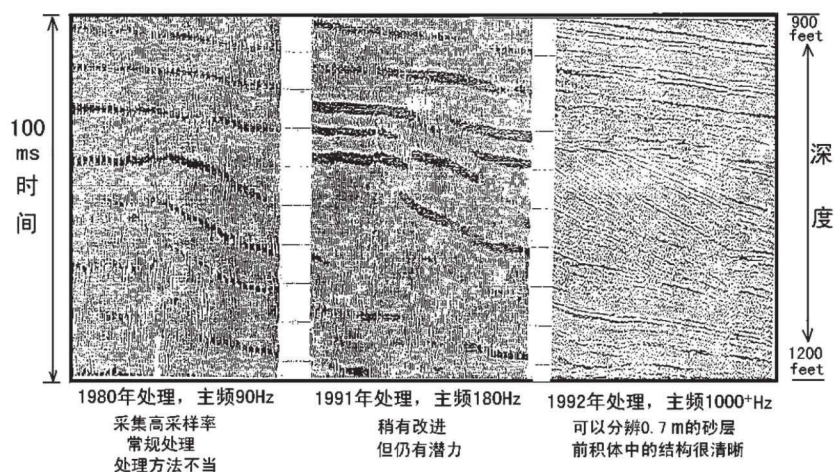 100
ms
时
间
900
feet
深
度
1200
feet
1980年处理，主频90Hz
采集高采样率
常规处理
处理方法不当
1991年处理，主频180Hz
稍有改进
但仍有潜力
1992年处理，主频1000⁺Hz
可以分辨0.7 m的砂层
前积体中的结构很清晰